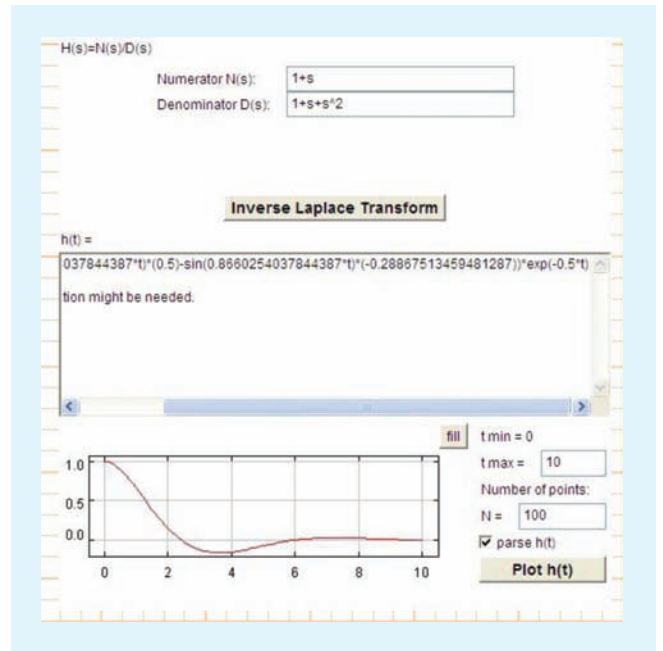 H(s)=N(s)/D(s)
Numerator N(s): 1+s
Denominator D(s): 1+s+s^2
Inverse Laplace Transform
h(t) =
037844387*t)*(0.5)-sin(0.8660254037844387*t)*(-0.28867513459481287))*exp(-0.5*t)
tion might be needed.
fill
t min = 0
t max = 10
Number of points:
N = 100
parse h(t)
Plot h(t)
1.0
0.5
0.0
0 2 4 6 8 10